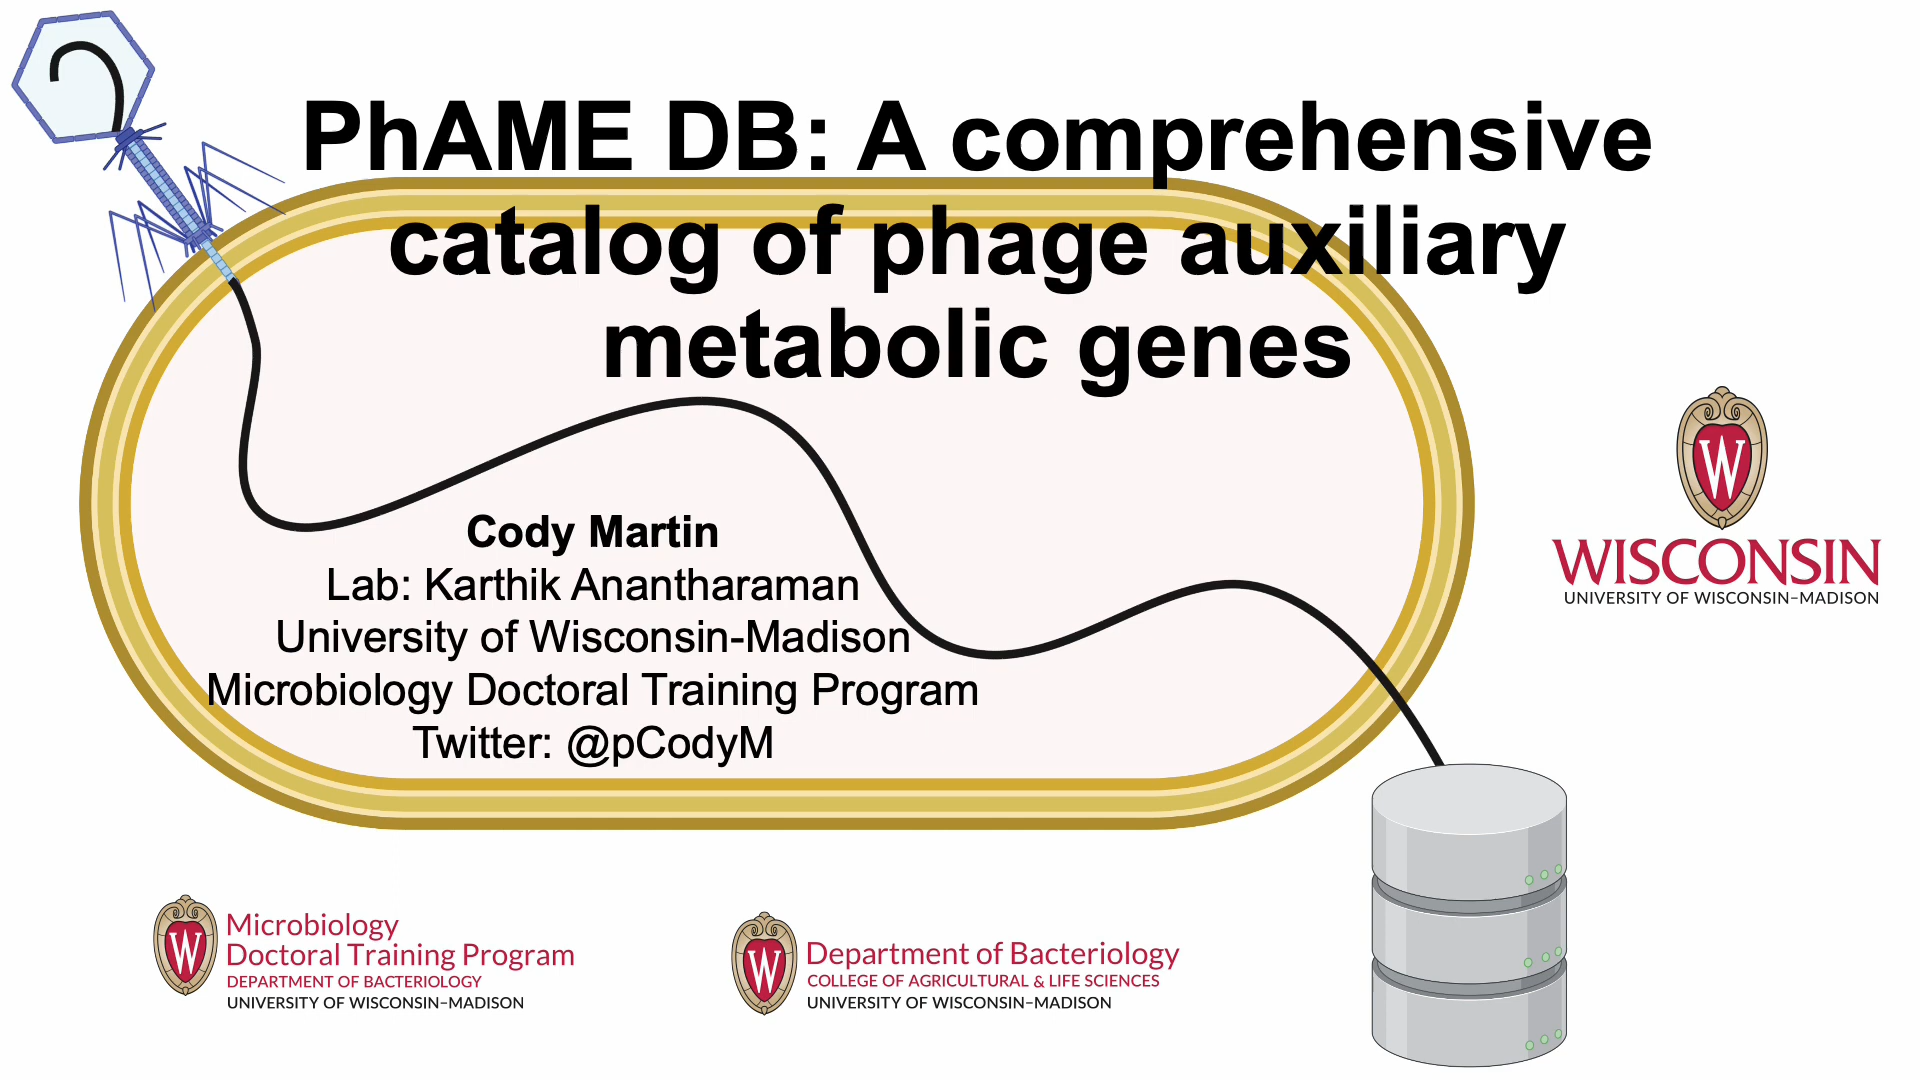 PhAME DB: A comprehensive
catalog of phage auxiliary
metabolic genes
Cody Martin
Lab: Karthik Anantharaman
University of Wisconsin-Madison
Microbiology Doctoral Training Program
Twitter: @pCodyM
W
WISCONSIN
UNIVERSITY OF WISCONSIN–MADISON
W
Microbiology
Doctoral Training Program
DEPARTMENT OF BACTERIOLOGY
UNIVERSITY OF WISCONSIN–MADISON
W
Department of Bacteriology
COLLEGE OF AGRICULTURAL & LIFE SCIENCES
UNIVERSITY OF WISCONSIN–MADISON